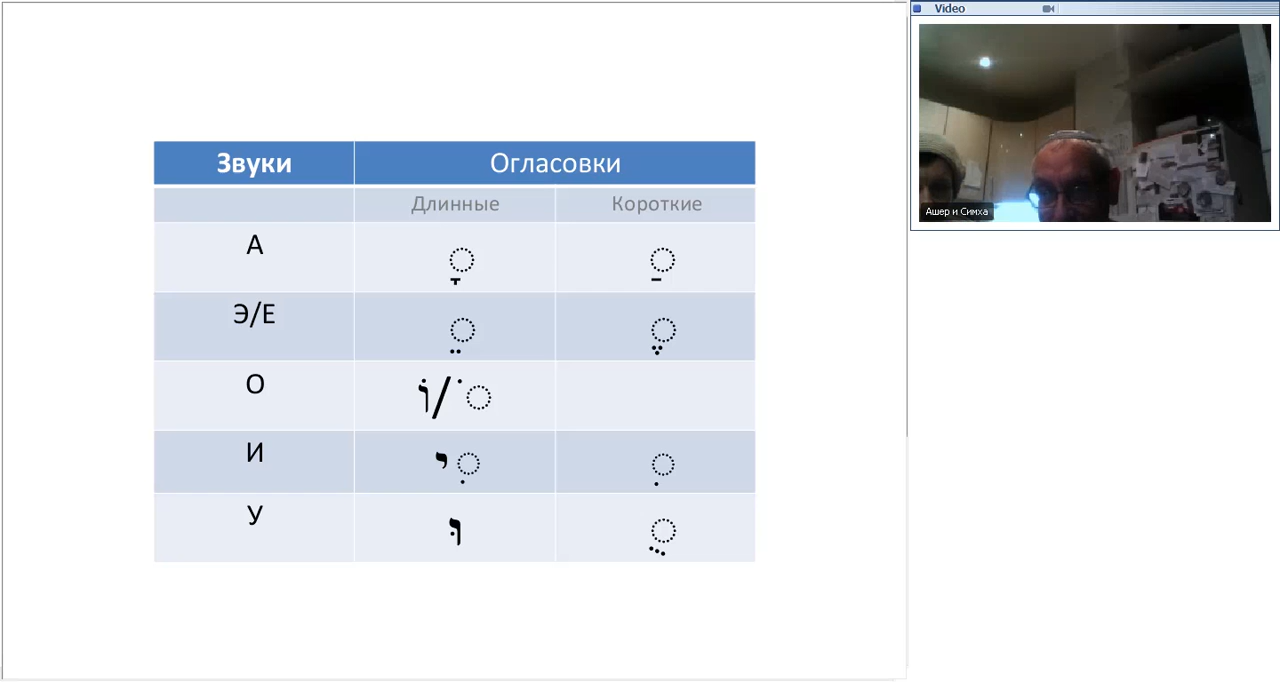 Звуки Огласовки
Длинные Короткие
А ◌ָ ◌ַ
Э/Е ◌ֵ ◌ֶ
О וֹ/◌ֹ
И ◌ִי ◌ִ
У וּ ◌ֻ
Video
Ашер и Симха